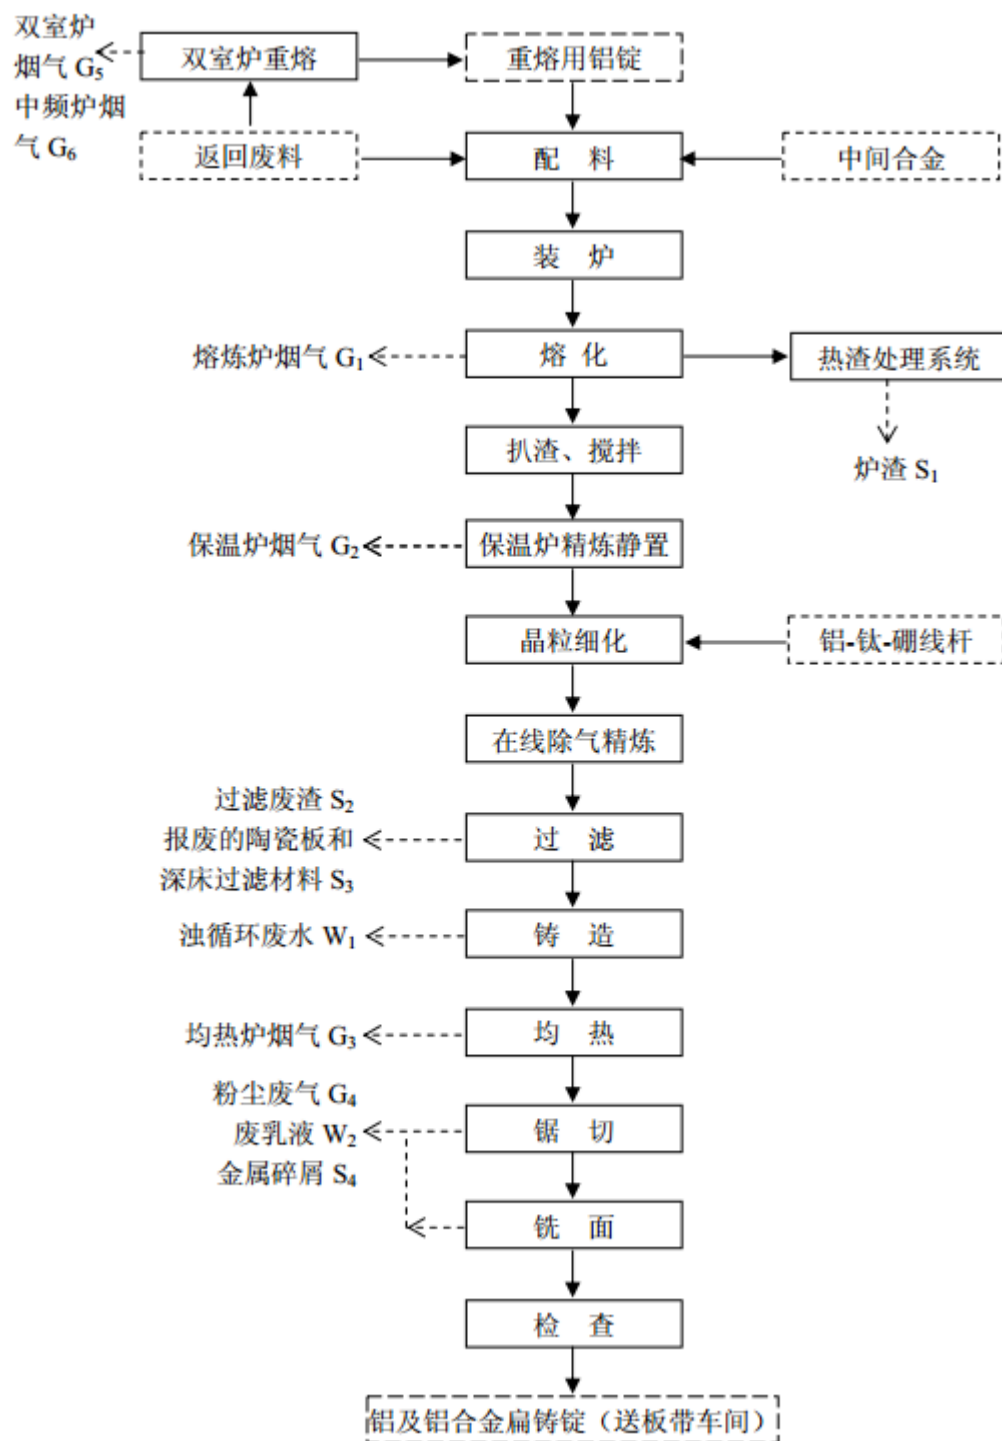 双室炉
烟气 G5
中频炉烟
气 G6
双室炉重熔
重熔用铝锭
返回废料
配 料
中间合金
装 炉
熔炼炉烟气 G1
熔 化
热渣处理系统
扒渣、搅拌
炉渣 S1
保温炉烟气 G2
保温炉精炼静置
晶粒细化
铝-钛-硼线杆
在线除气精炼
过滤废渣 S2
报废的陶瓷板和
深床过滤材料 S3
过 滤
浊循环废水 W1
铸 造
均热炉烟气 G3
均 热
粉尘废气 G4
废乳液 W2
金属碎屑 S4
锯 切
铣 面
检 查
铝及铝合金扁铸锭（送板带车间）